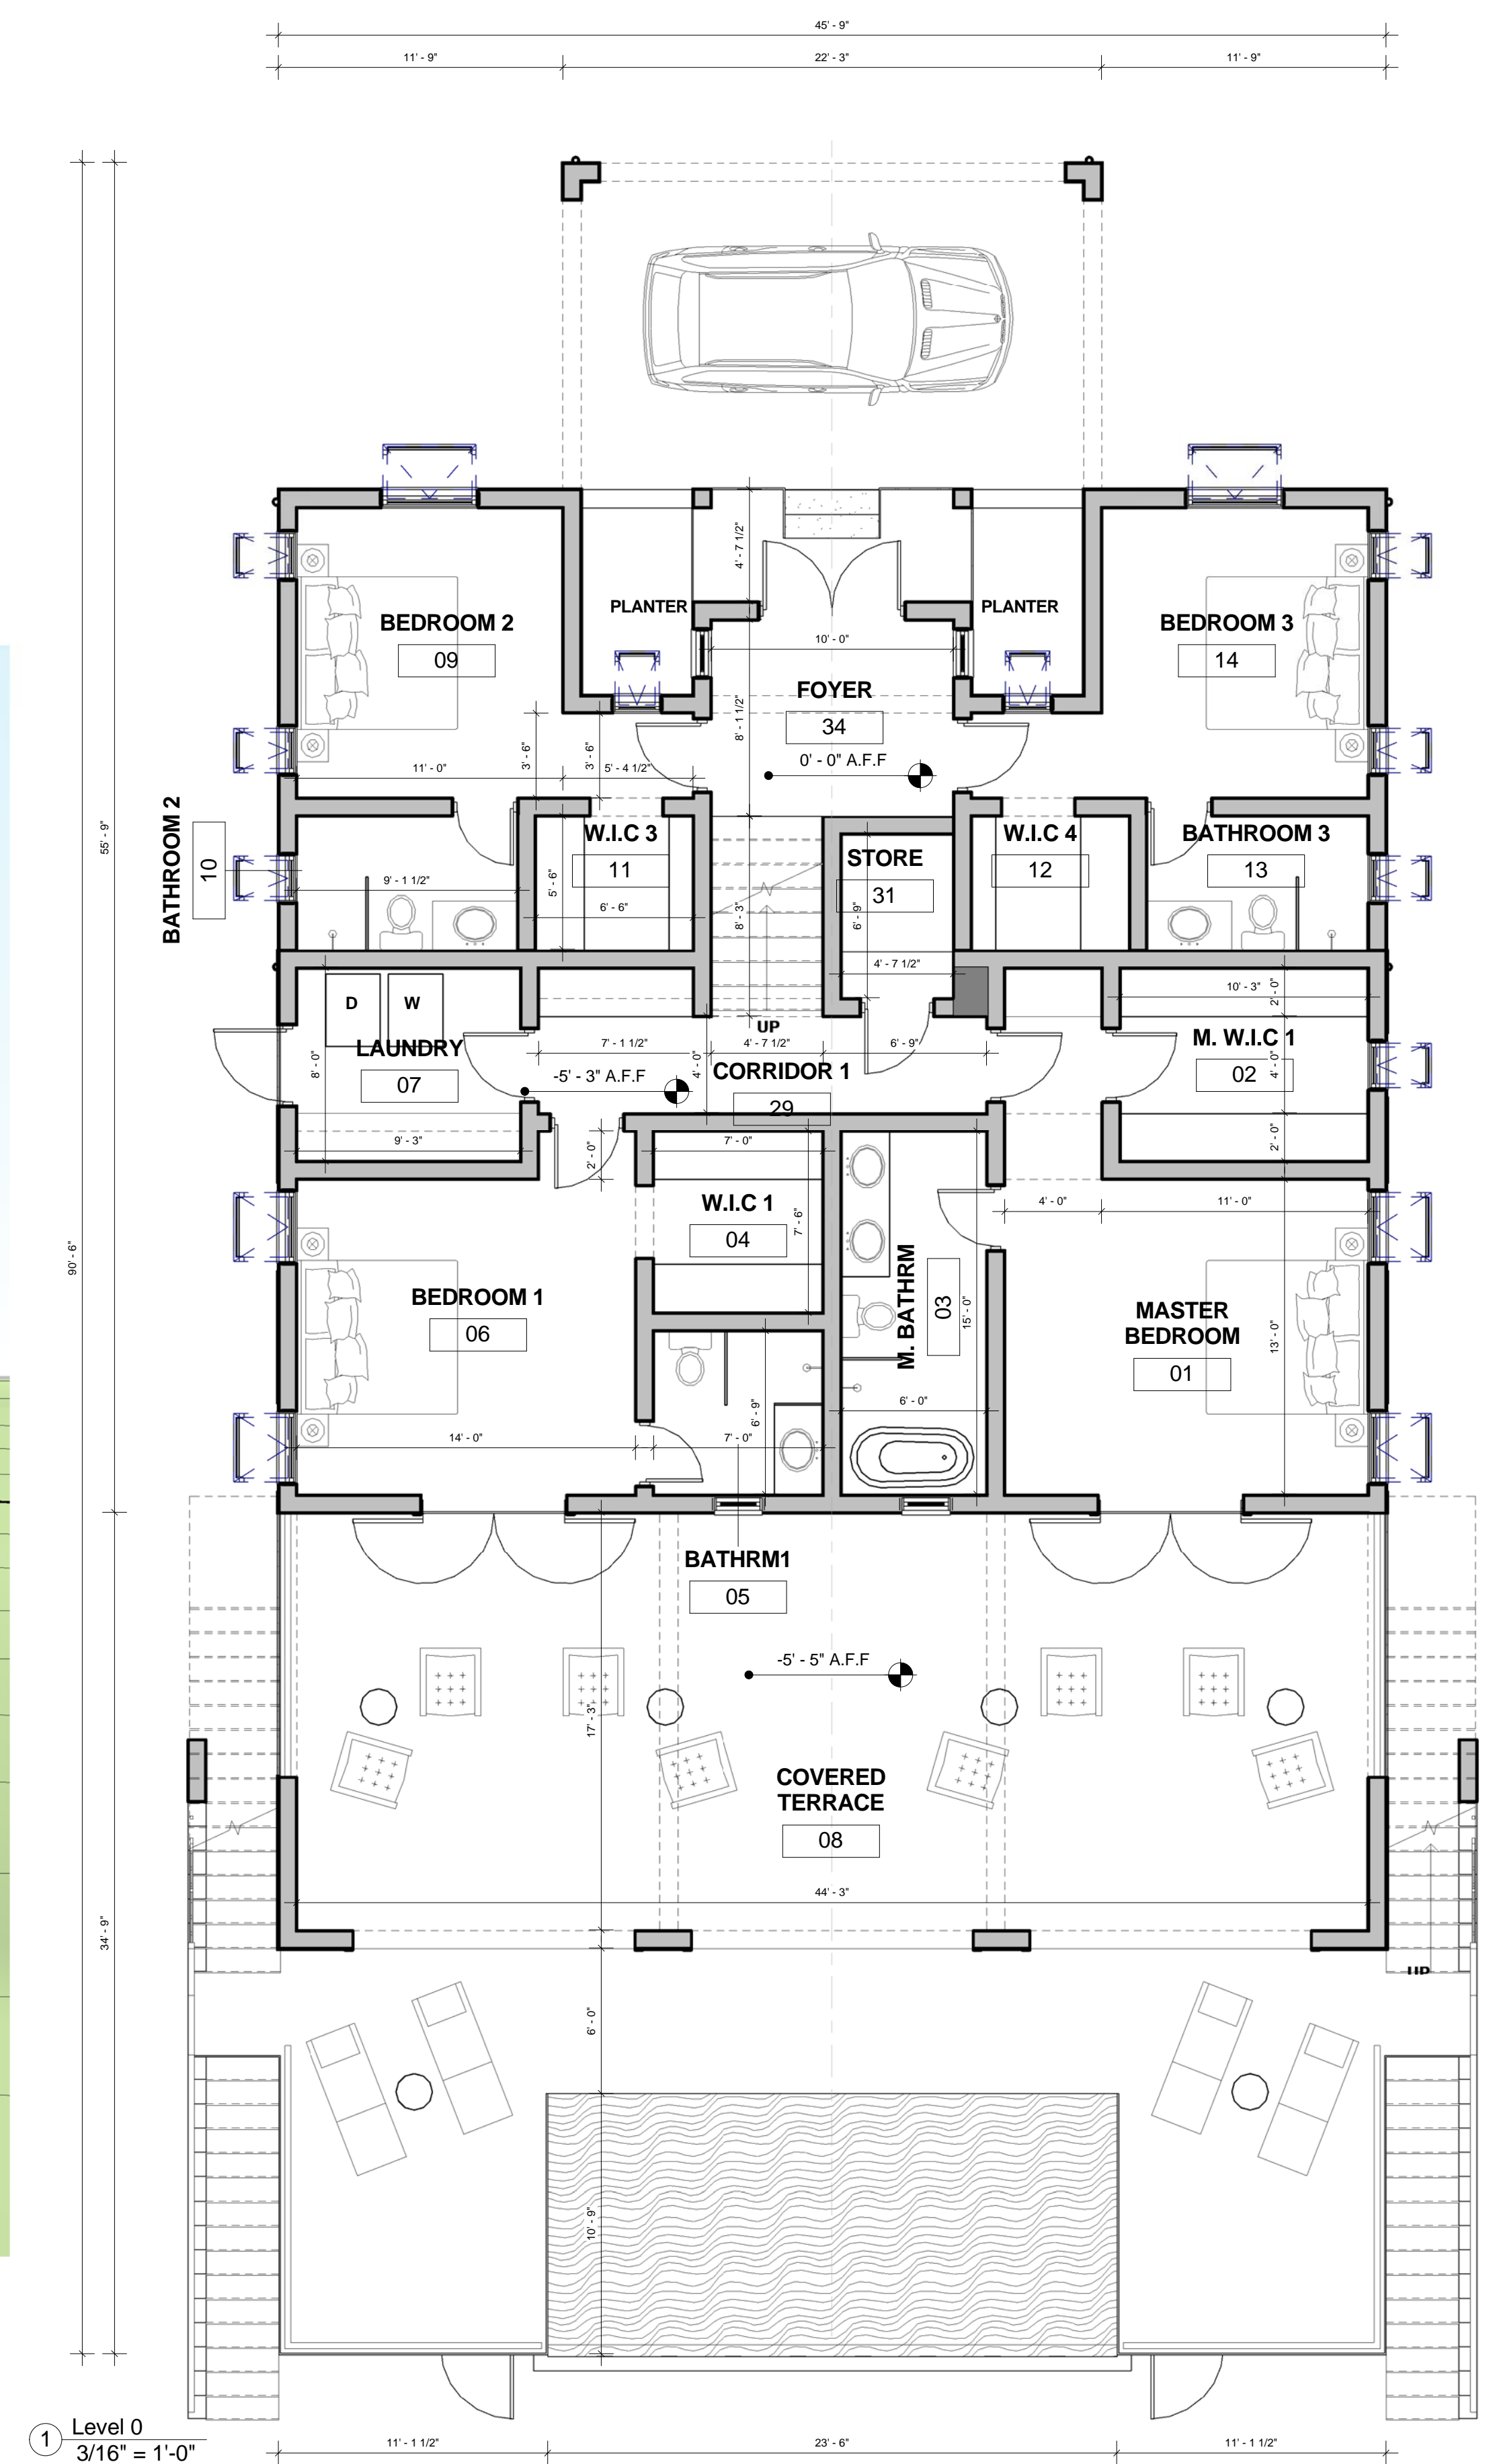 45' - 9"
11' - 9"
22' - 3"
11' - 9"
90' - 6"
55' - 9"
34' - 9"
4' - 7 1/2"
PLANTER
PLANTER
BEDROOM 2
09
BEDROOM 3
14
10' - 0"
FOYER
34
8' - 1 1/2"
0' - 0" A.F.F
3' - 6"
3' - 6"
11' - 0"
5' - 4 1/2"
BATHROOM 2
10
W.I.C 3
11
STORE
31
W.I.C 4
12
BATHROOM 3
13
9' - 1 1/2"
5' - 6"
6' - 6"
8' - 3"
6' - 9"
4' - 7 1/2"
10' - 3"
2' - 0"
D
W
UP
LAUNDRY
07
8' - 0"
7' - 1 1/2"
4' - 7 1/2"
6' - 9"
M. W.I.C 1
02
4' - 0"
4' - 0"
-5' - 3" A.F.F
CORRIDOR 1
29
9' - 3"
2' - 0"
7' - 0"
2' - 0"
W.I.C 1
04
7' - 6"
4' - 0"
11' - 0"
BEDROOM 1
06
M. BATHRM
03
15' - 0"
MASTER
BEDROOM
01
13' - 0"
6' - 9"
6' - 0"
14' - 0"
7' - 0"
BATHRM1
05
-5' - 5" A.F.F
17' - 3"
COVERED
TERRACE
08
44' - 3"
UP
6' - 0"
10' - 9"
1
Level 0
3/16" = 1'-0"
11' - 1 1/2"
23' - 6"
11' - 1 1/2"